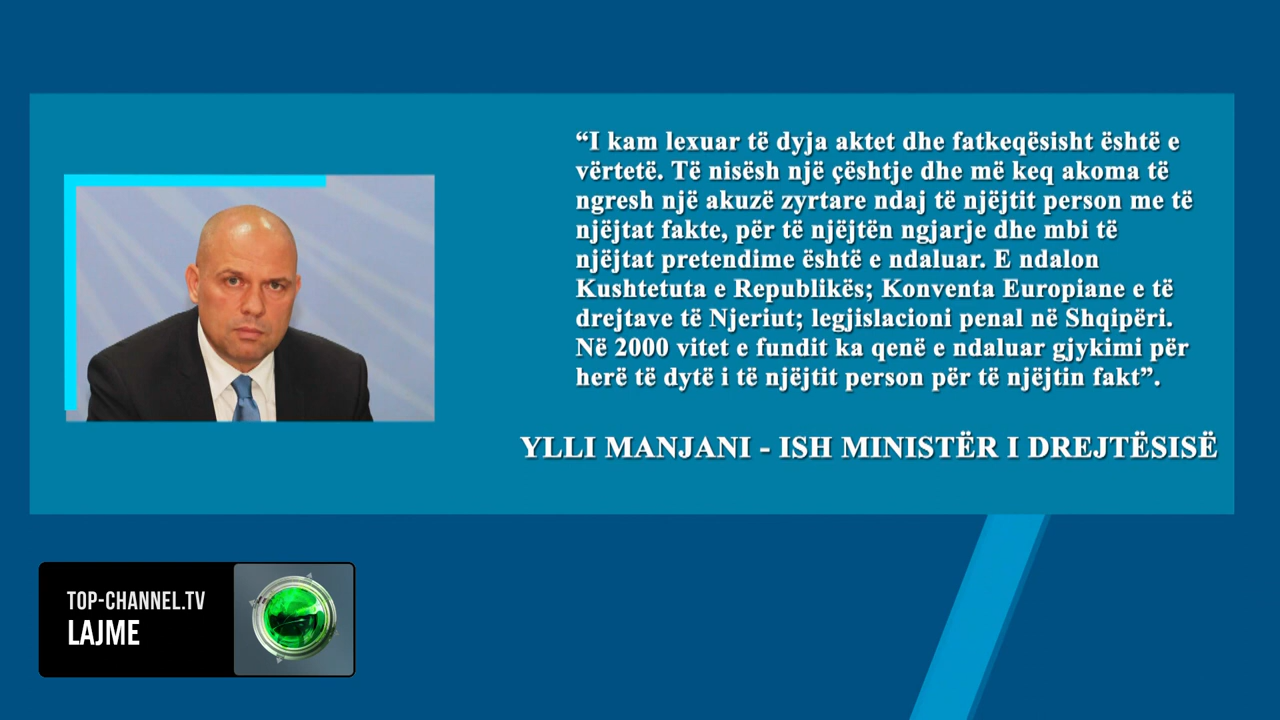 “I kam lexuar të dyja aktet dhe fatkeqësisht është e
vërtetë. Të nisësh një çështje dhe më keq akoma të
ngresh një akuzë zyrtare ndaj të njëjtit person me të
njëjtat fakte, për të njëjtën ngjarje dhe mbi të
njëjtat pretendime është e ndaluar. E ndalon
Kushtetuta e Republikës; Konventa Europiane e të
drejtave të Njeriut; legjislacioni penal në Shqipëri.
Në 2000 vitet e fundit ka qenë e ndaluar gjykimi për
herë të dytë i të njëjtit person për të njëjtin fakt”.
YLLI MANJANI - ISH MINISTËR I DREJTËSISË
TOP-CHANNEL.TV
LAJME